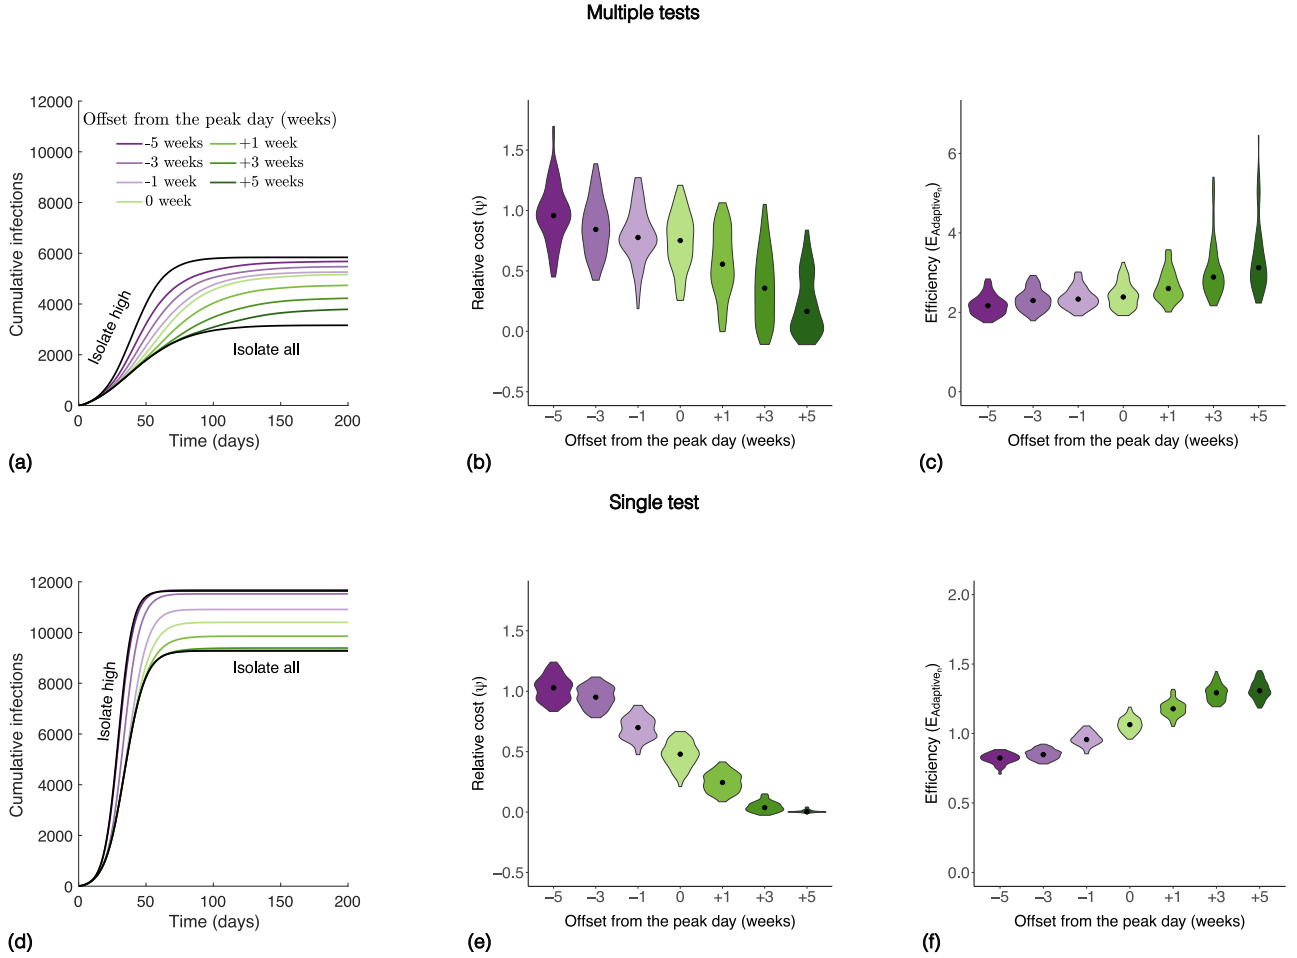 Multiple tests
12000
10000
8000
6000
4000
2000
0
Cumulative infections
Offset from the peak day (weeks)
-5 weeks
+1 week
-3 weeks
+3 weeks
-1 week
+5 weeks
0 week
Isolate high
Isolate all
0
50
100
150
200
Time (days)
(a)
1.5
1.0
0.5
0.0
−0.5
Relative cost (ψ)
−5
−3
−1
0
+1
+3
+5
Offset from the peak day (weeks)
(b)
6
4
2
0
Efficiency (E_Adaptive_n)
−5
−3
−1
0
+1
+3
+5
Offset from the peak day (weeks)
(c)
Single test
12000
10000
8000
6000
4000
2000
0
Cumulative infections
Isolate high
Isolate all
0
50
100
150
200
Time (days)
(d)
1.5
1.0
0.5
0.0
−0.5
Relative cost (ψ)
−5
−3
−1
0
+1
+3
+5
Offset from the peak day (weeks)
(e)
2.0
1.5
1.0
0.5
0.0
Efficiency (E_Adaptive_n)
−5
−3
−1
0
+1
+3
+5
Offset from the peak day (weeks)
(f)